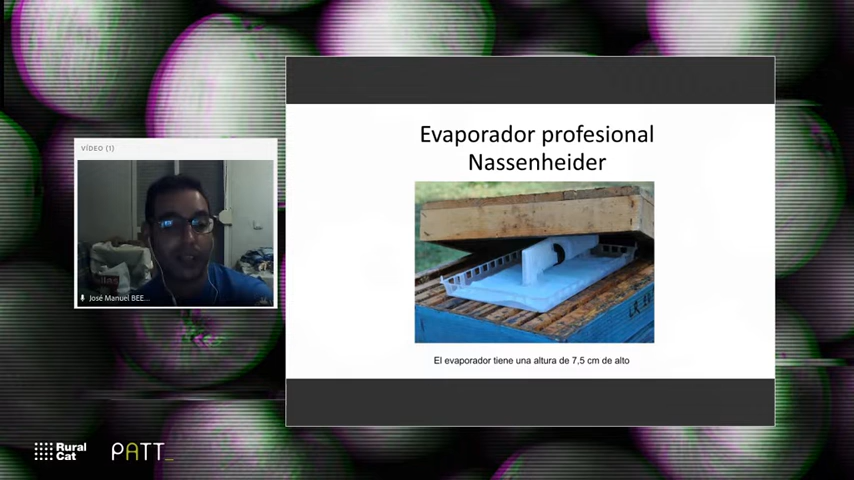 VÍDEO (1)
José Manuel BEE...
Evaporador profesional
Nassenheider
El evaporador tiene una altura de 7,5 cm de alto
Rural
Cat
PATT_